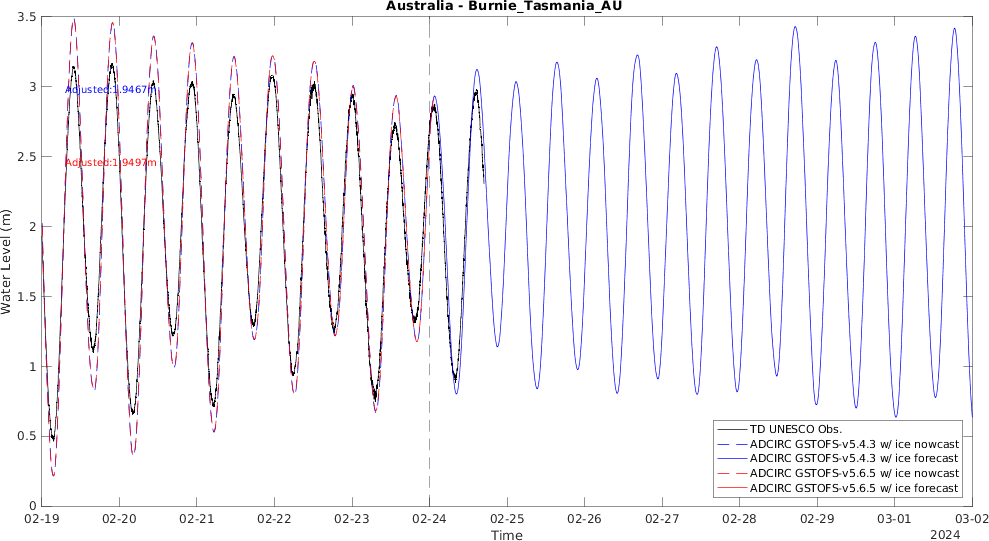 Australia - Burnie_Tasmania_AU
3.5
3
2.5
2
1.5
1
0.5
0
Water Level (m)
Adjusted:1.9467m
Adjusted:1.9497m
TD UNESCO Obs.
ADCIRC GSTOFS-v5.4.3 w/ ice nowcast
ADCIRC GSTOFS-v5.4.3 w/ ice forecast
ADCIRC GSTOFS-v5.6.5 w/ ice nowcast
ADCIRC GSTOFS-v5.6.5 w/ ice forecast
02-19 02-20 02-21 02-22 02-23 02-24 02-25 02-26 02-27 02-28 02-29 03-01 03-02
Time
2024